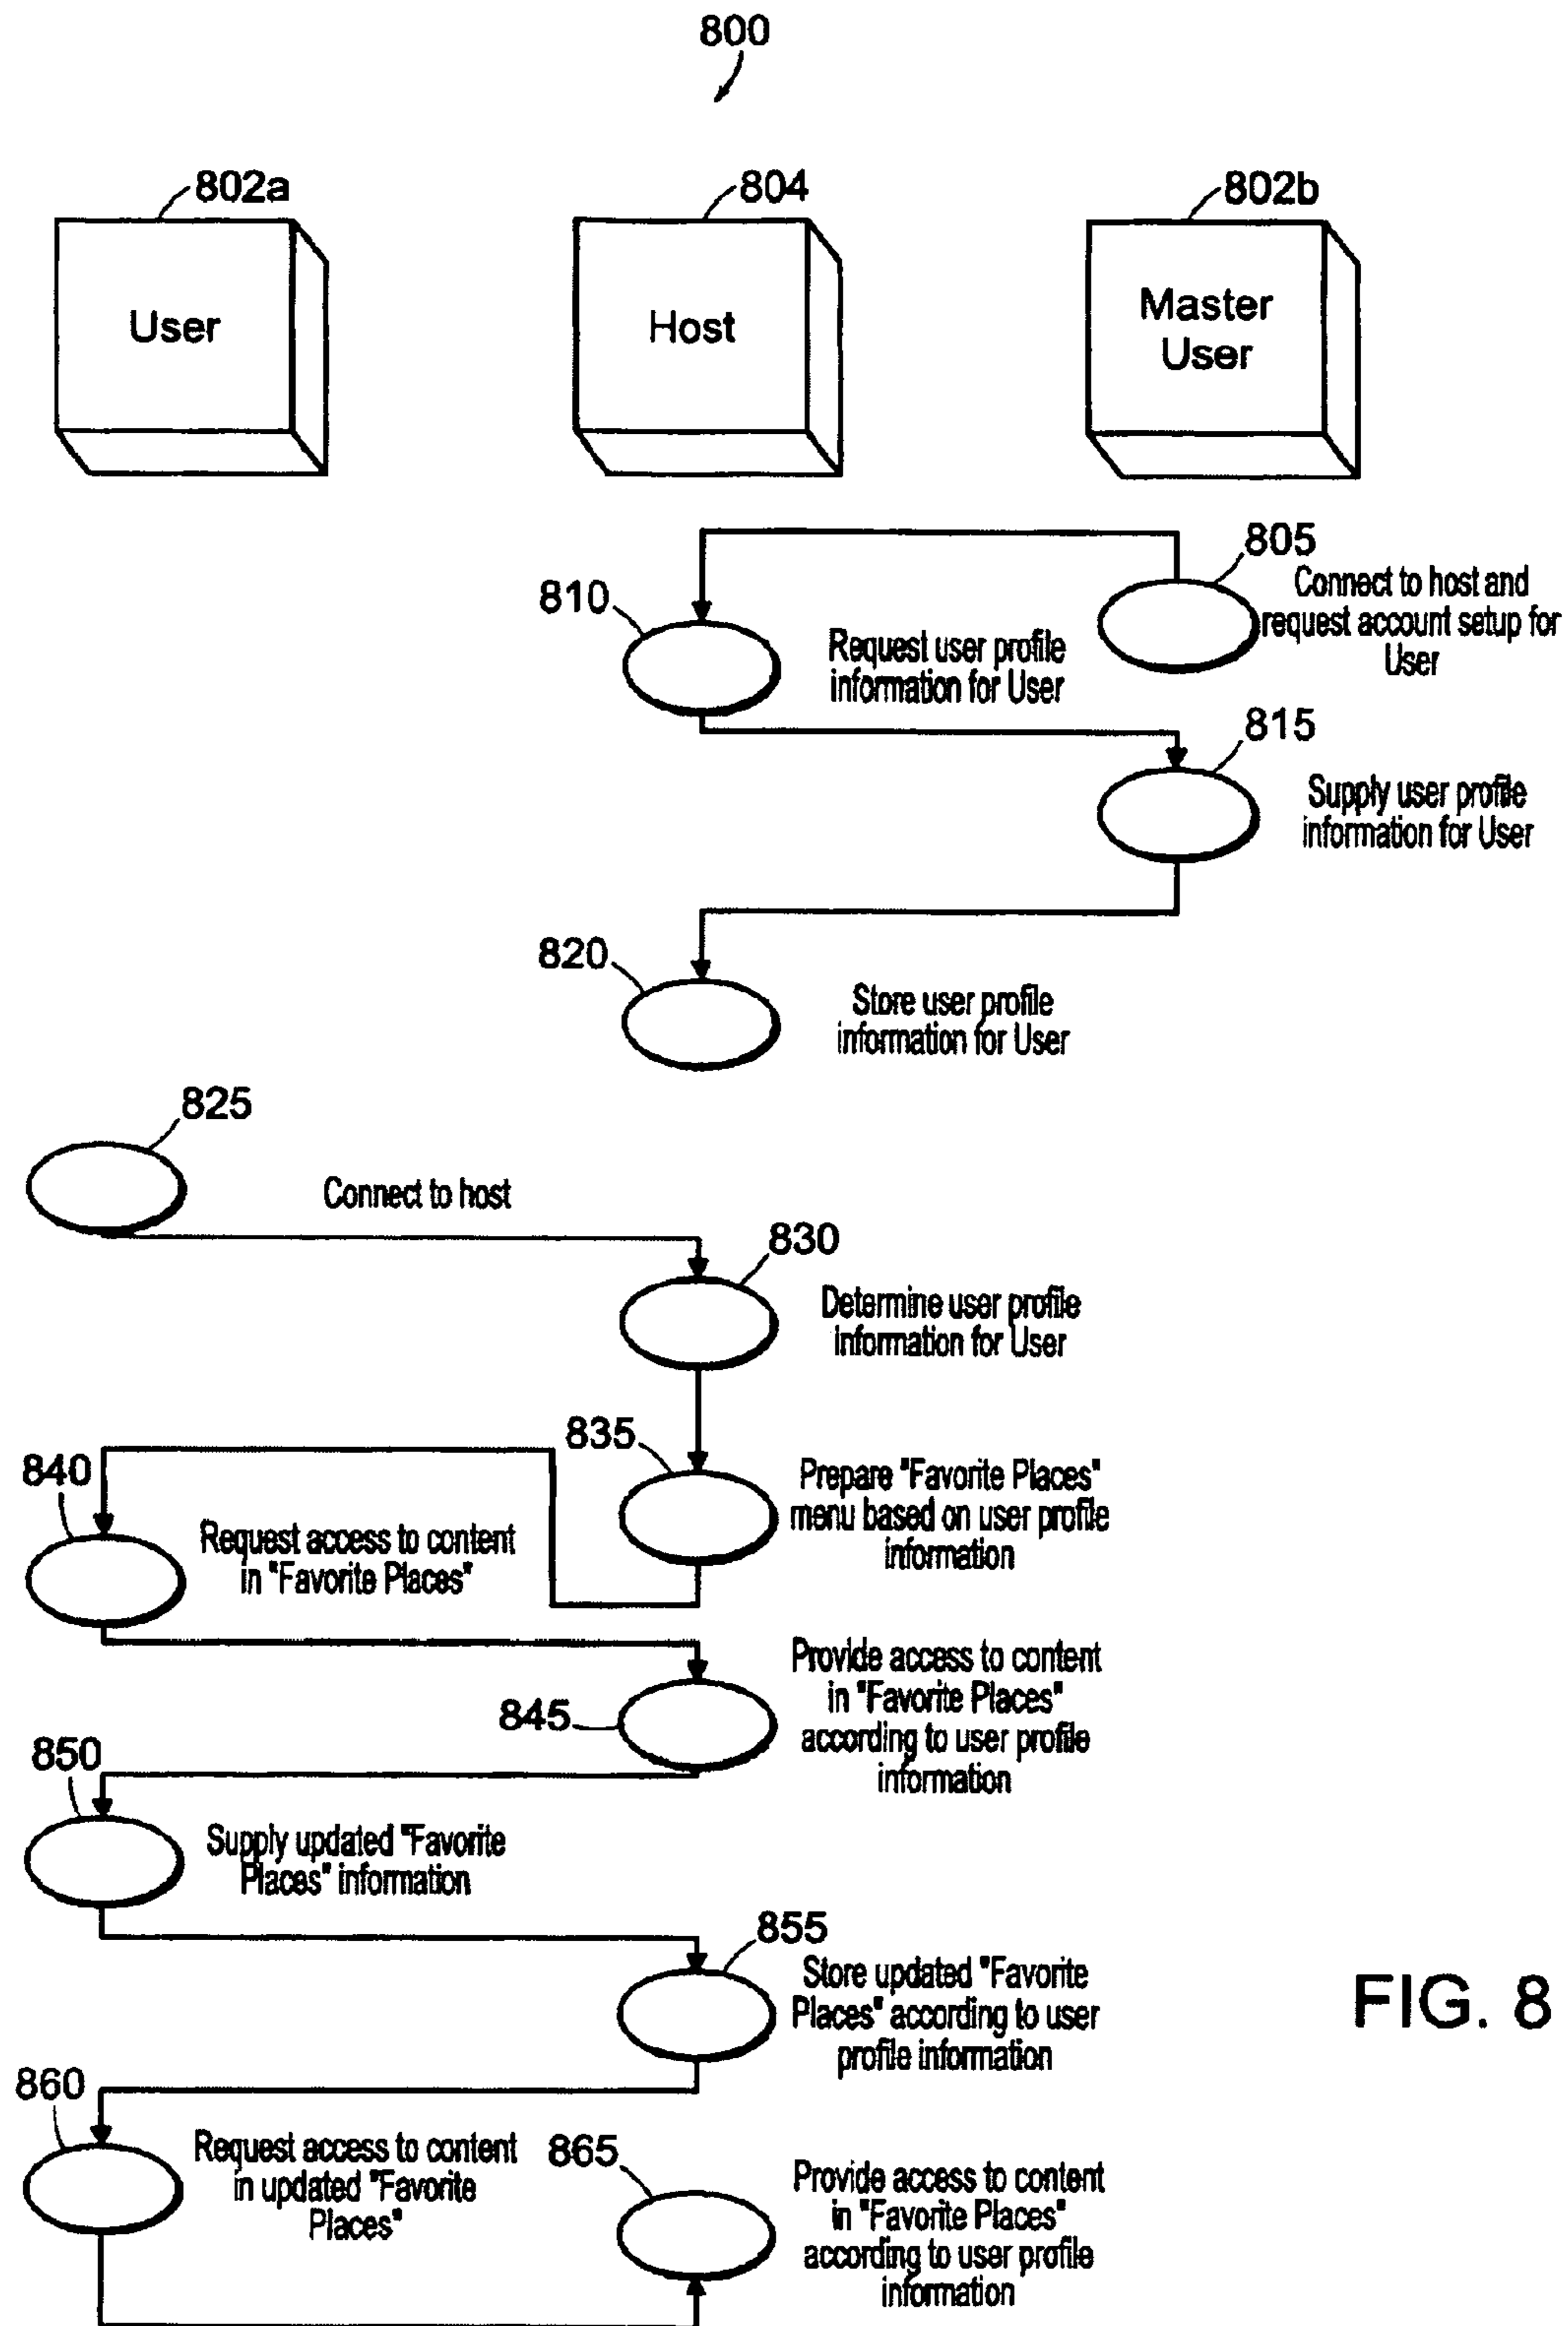 800
802a
804
802b
User
Host
Master
User
805
Connect to host and
request account setup for
User
810
Request user profile
information for User
815
Supply user profile
information for User
820
Store user profile
information for User
825
Connect to host
830
Determine user profile
information for User
835
Prepare "Favorite Places"
menu based on user profile
information
840
Request access to content
in "Favorite Places"
845
Provide access to content
in "Favorite Places"
according to user profile
information
850
Supply updated "Favorite
Places" information
855
Store updated "Favorite
Places" according to user
profile information
FIG. 8
860
Request access to content
in updated "Favorite
Places"
865
Provide access to content
in "Favorite Places"
according to user profile
information